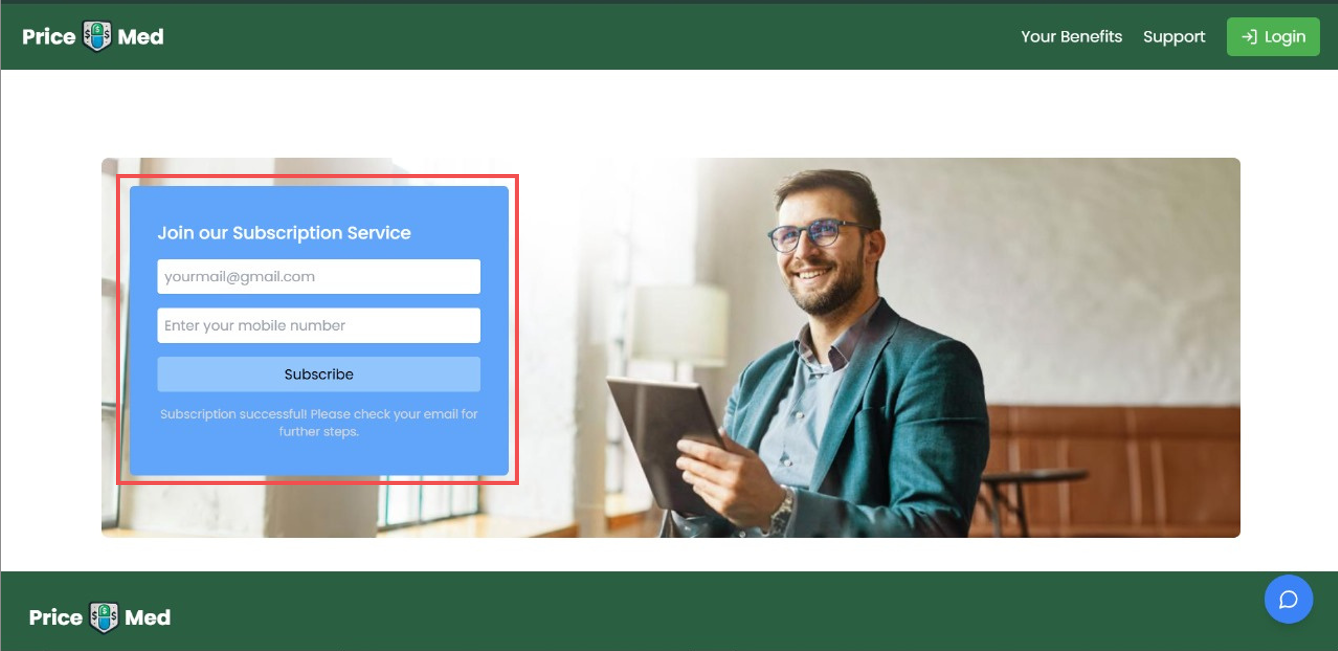 Price Med
Your Benefits
Support
Login
Join our Subscription Service
yourmail@gmail.com
Enter your mobile number
Subscribe
Subscription successful! Please check your email for
further steps.
Price Med